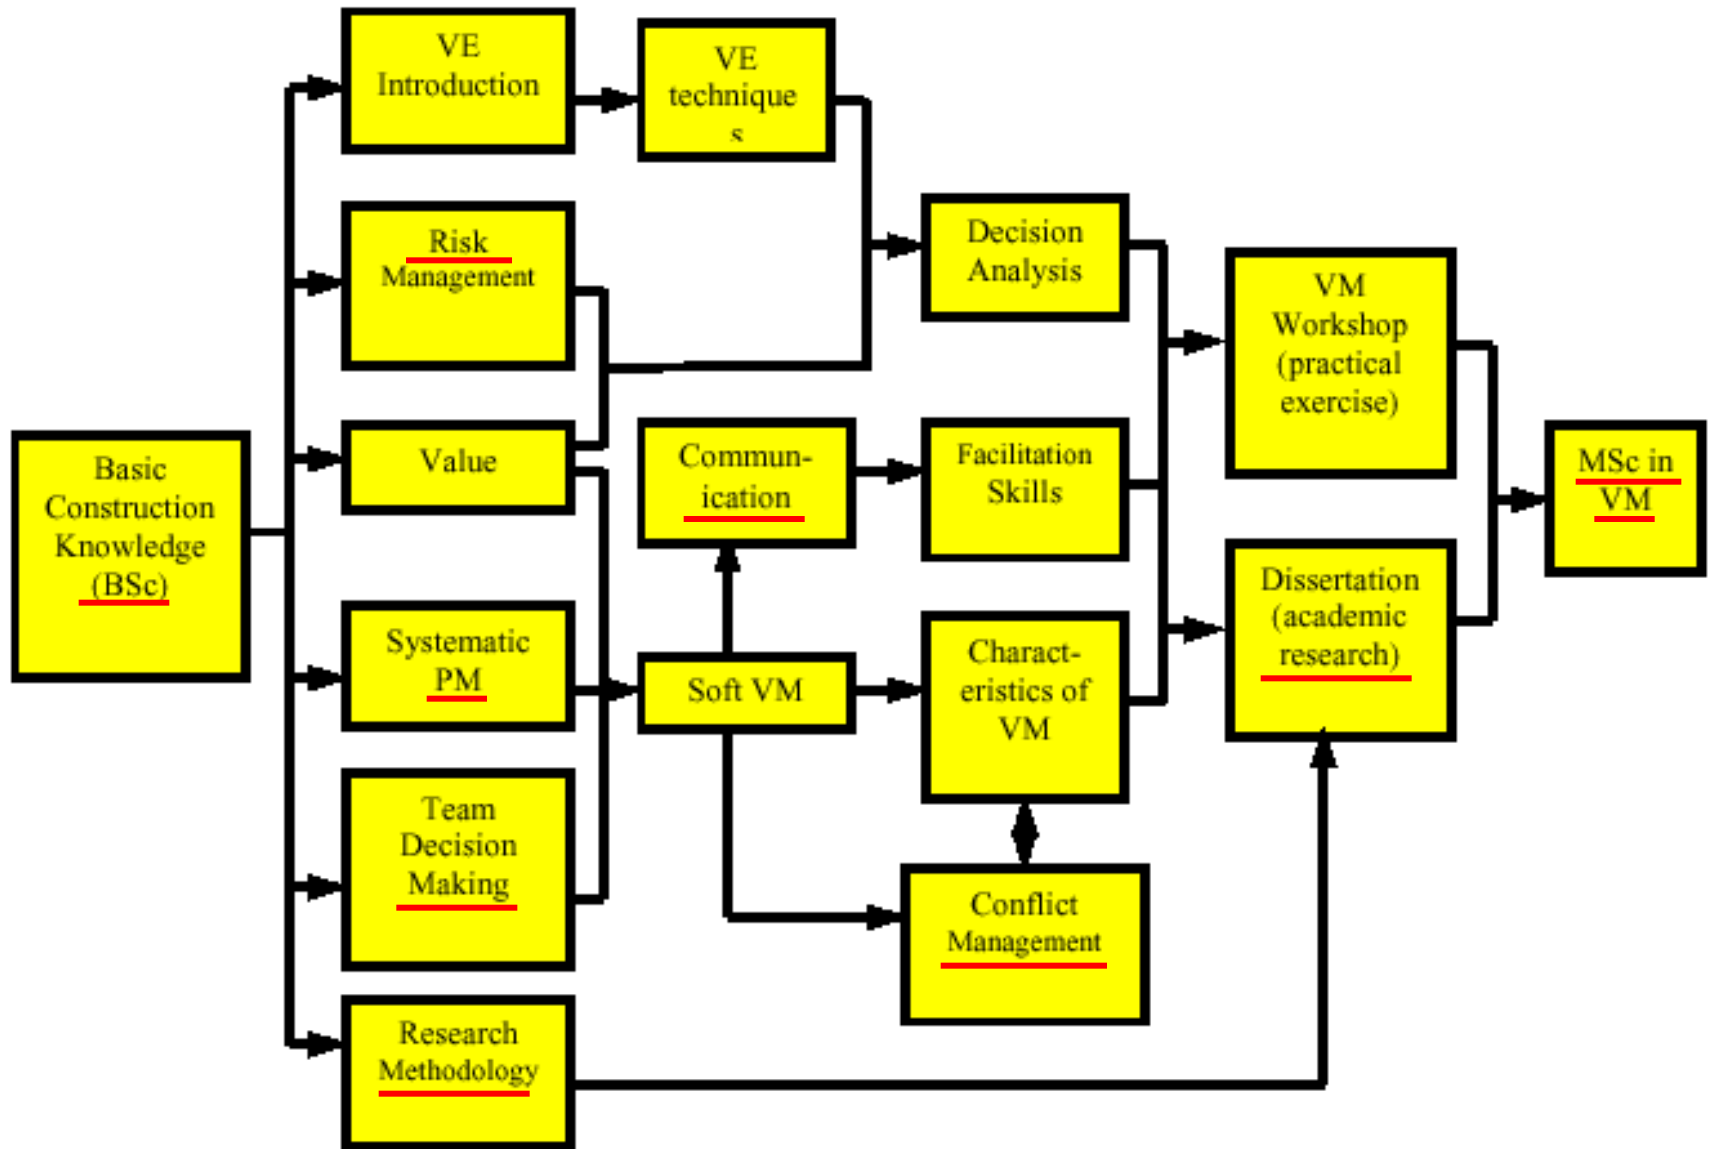 VE
Introduction
VE
technique
s
Risk
Management
Decision
Analysis
VM
Workshop
(practical
exercise)
Value
Commun-
ication
Facilitation
Skills
Basic
Construction
Knowledge
(BSc)
MSc in
VM
Systematic
PM
Soft VM
Charact-
eristics of
VM
Dissertation
(academic
research)
Team
Decision
Making
Conflict
Management
Research
Methodology